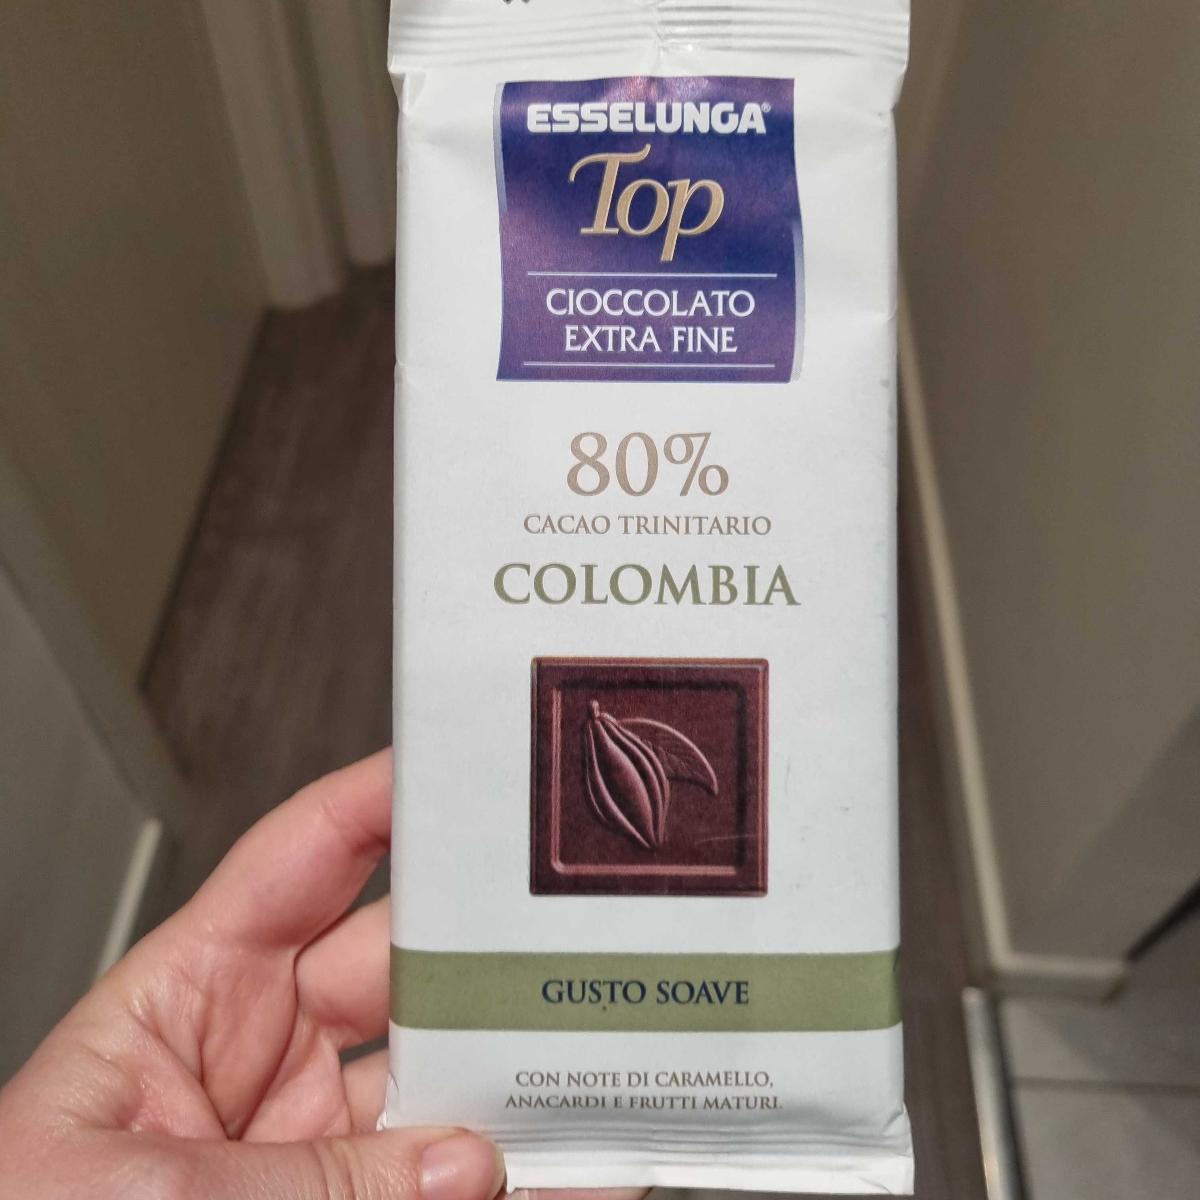 ESSELUNGA®
Top
CIOCCOLATO
EXTRA FINE
80%
CACAO TRINITARIO
COLOMBIA
GUSTO SOAVE
CON NOTE DI CARAMELLO,
ANACARDI E FRUTTI MATURI.